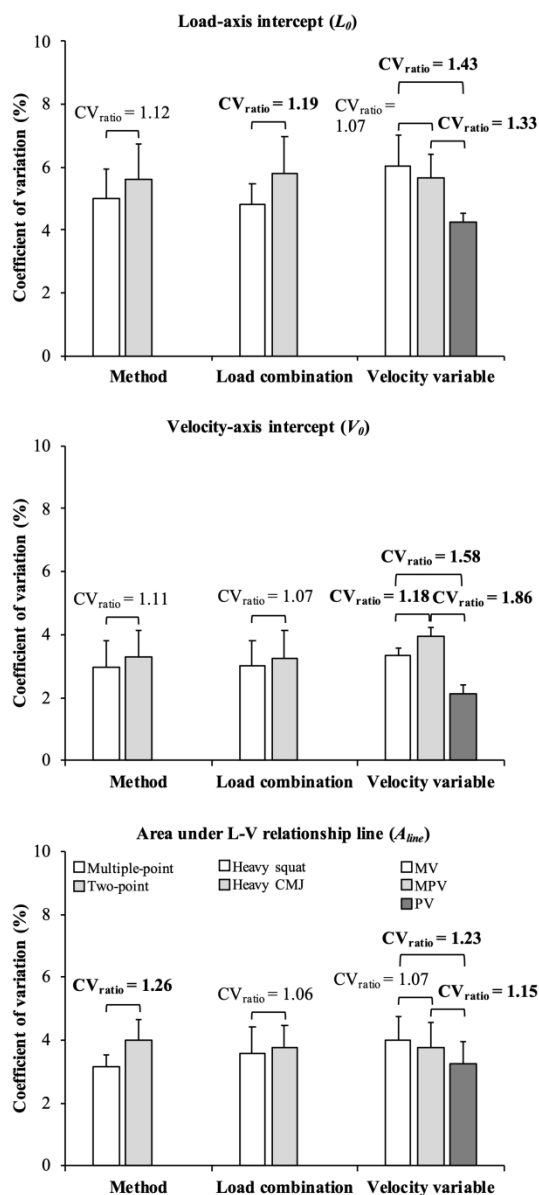 Load-axis intercept (L₀)
Coefficient of variation (%)
10
8
6
4
2
0
CVratio = 1.12
CVratio = 1.19
CVratio = 1.43
CVratio =
1.07
CVratio = 1.33
Method
Load combination
Velocity variable
Velocity-axis intercept (V₀)
Coefficient of variation (%)
10
8
6
4
2
0
CVratio = 1.11
CVratio = 1.07
CVratio = 1.58
CVratio = 1.18
CVratio = 1.86
Method
Load combination
Velocity variable
Area under L-V relationship line (Aline)
Coefficient of variation (%)
10
8
6
4
2
0
Multiple-point
Two-point
Heavy squat
Heavy CMJ
MV
MPV
PV
CVratio = 1.26
CVratio = 1.06
CVratio = 1.23
CVratio = 1.07
CVratio = 1.15
Method
Load combination
Velocity variable